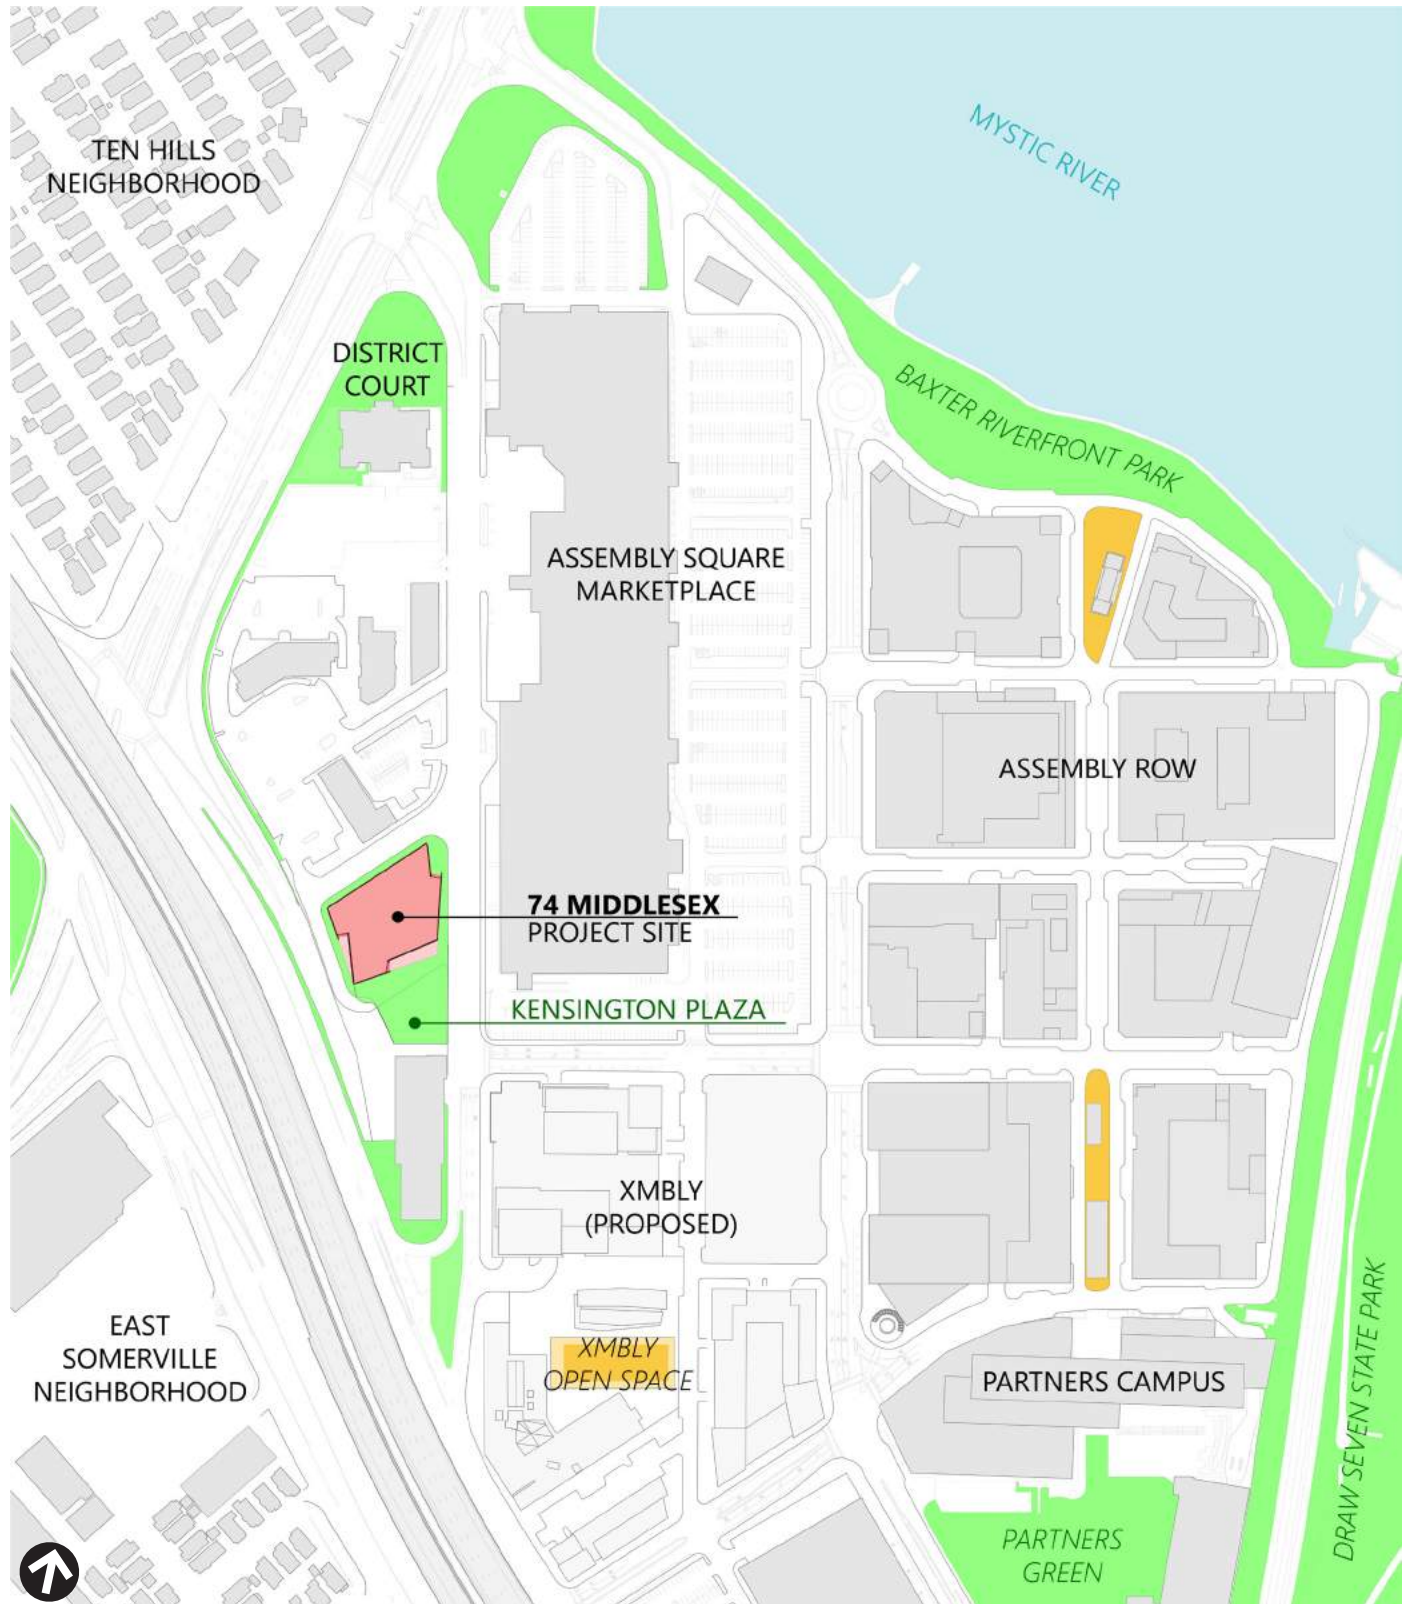 MYSTIC RIVER
TEN HILLS
NEIGHBORHOOD
DISTRICT
COURT
BAXTER RIVERFRONT PARK
ASSEMBLY SQUARE
MARKETPLACE
ASSEMBLY ROW
74 MIDDLESEX
PROJECT SITE
KENSINGTON PLAZA
XMBLY
(PROPOSED)
EAST
SOMERVILLE
NEIGHBORHOOD
XMBLY
OPEN SPACE
PARTNERS CAMPUS
DRAW SEVEN STATE PARK
PARTNERS
GREEN